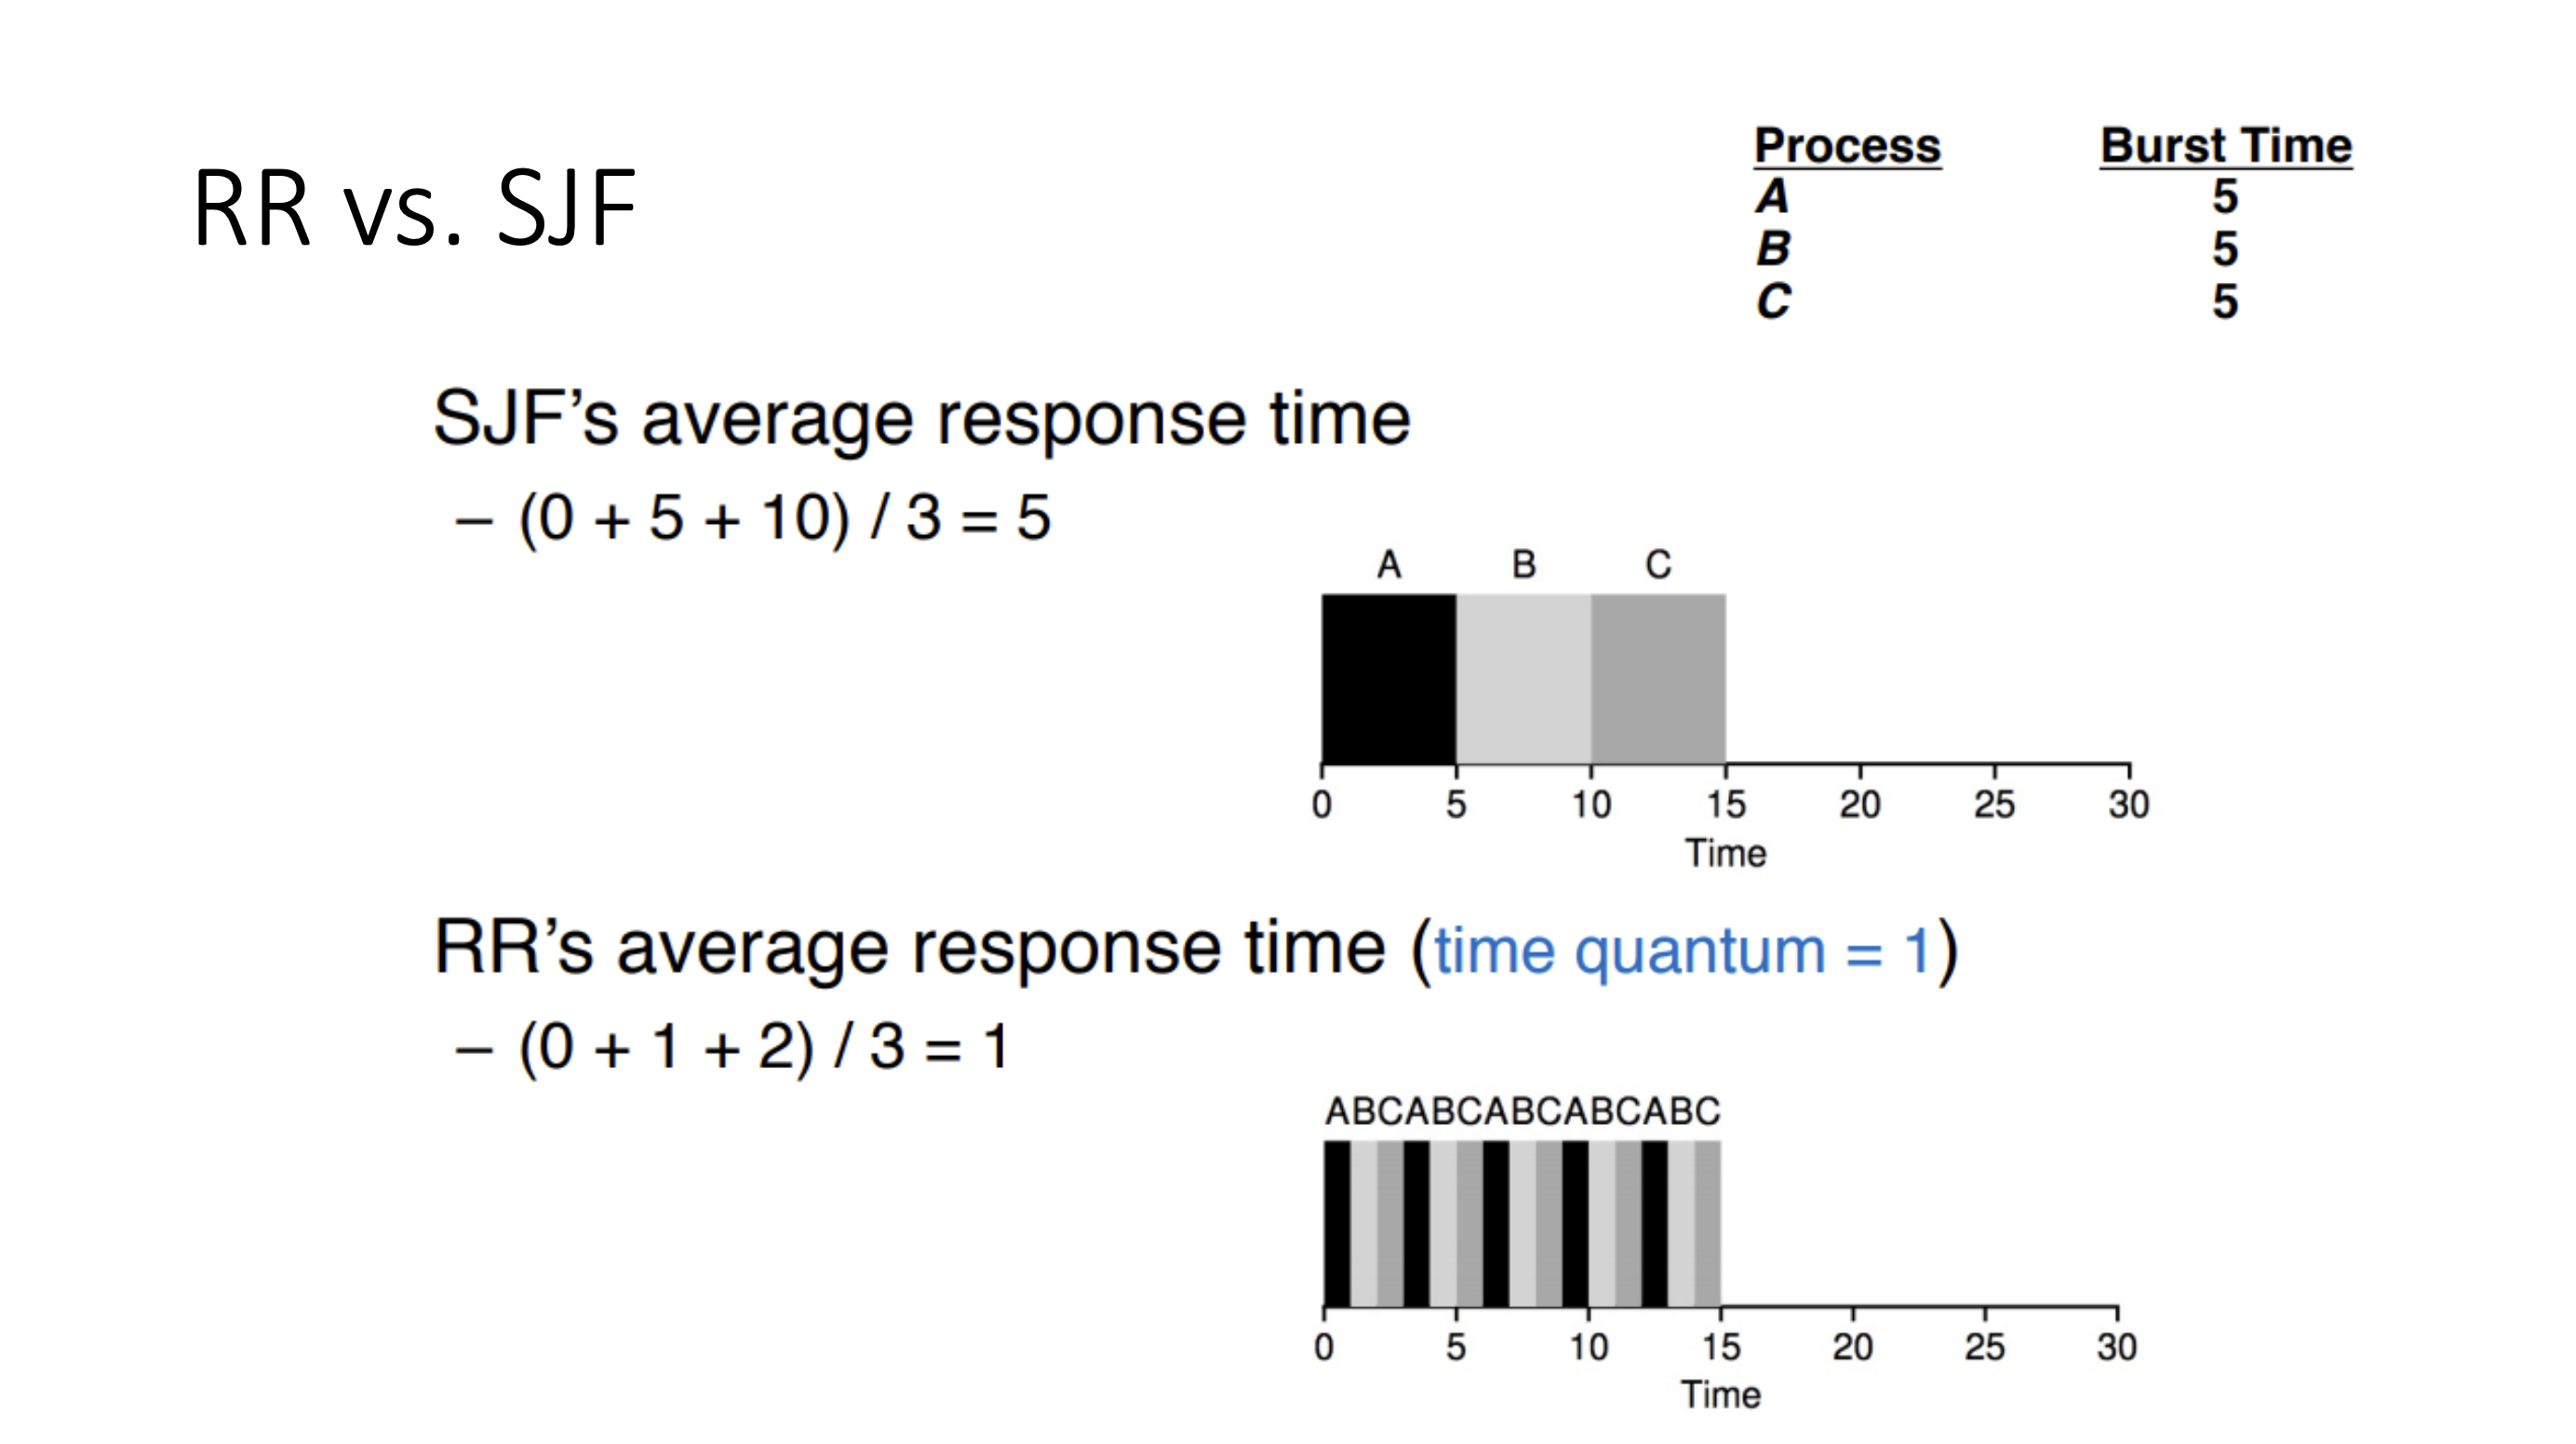 RR vs. SJF
Process Burst Time
A 5
B 5
C 5
SJF’s average response time
– (0 + 5 + 10) / 3 = 5
A B C
0 5 10 15 20 25 30
Time
RR’s average response time (time quantum = 1)
– (0 + 1 + 2) / 3 = 1
ABCABCABCABCABC
0 5 10 15 20 25 30
Time